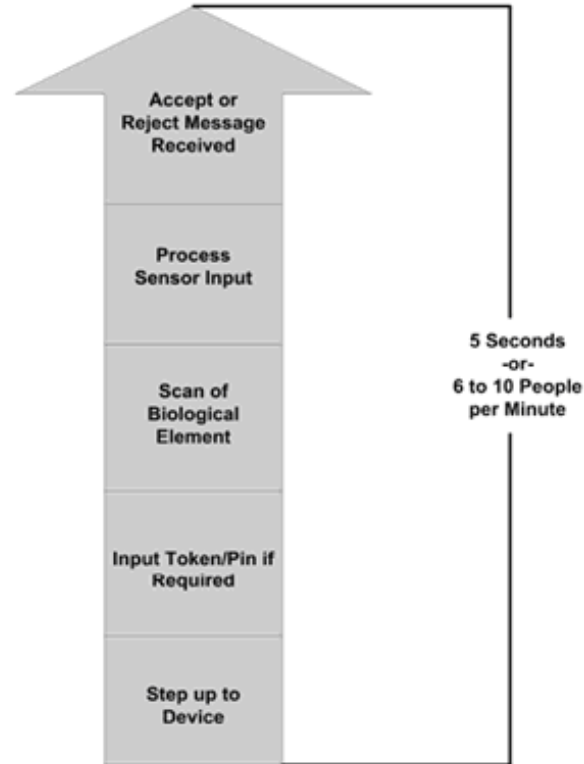 Accept or
Reject Message
Received
Process
Sensor Input
Scan of
Biological
Element
Input Token/Pin if
Required
Step up to
Device
5 Seconds
-or-
6 to 10 People
per Minute